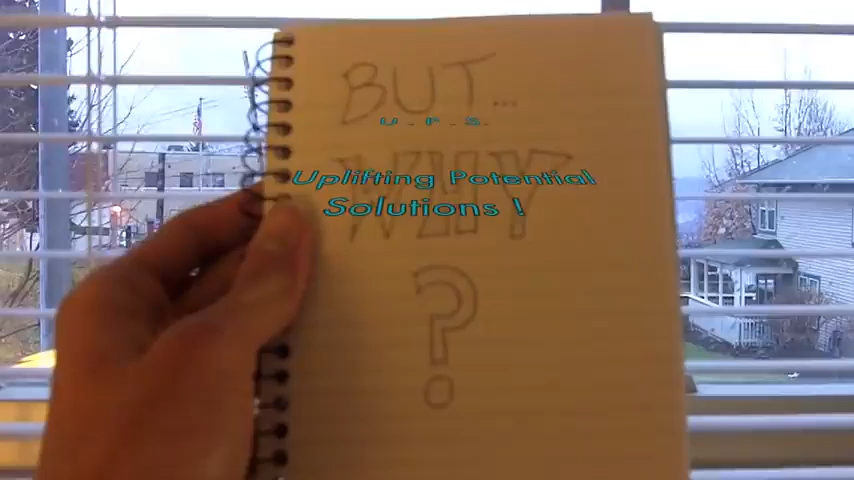 BUT...
U . P . S.
WHY
Uplifting Potential
Solutions !
?